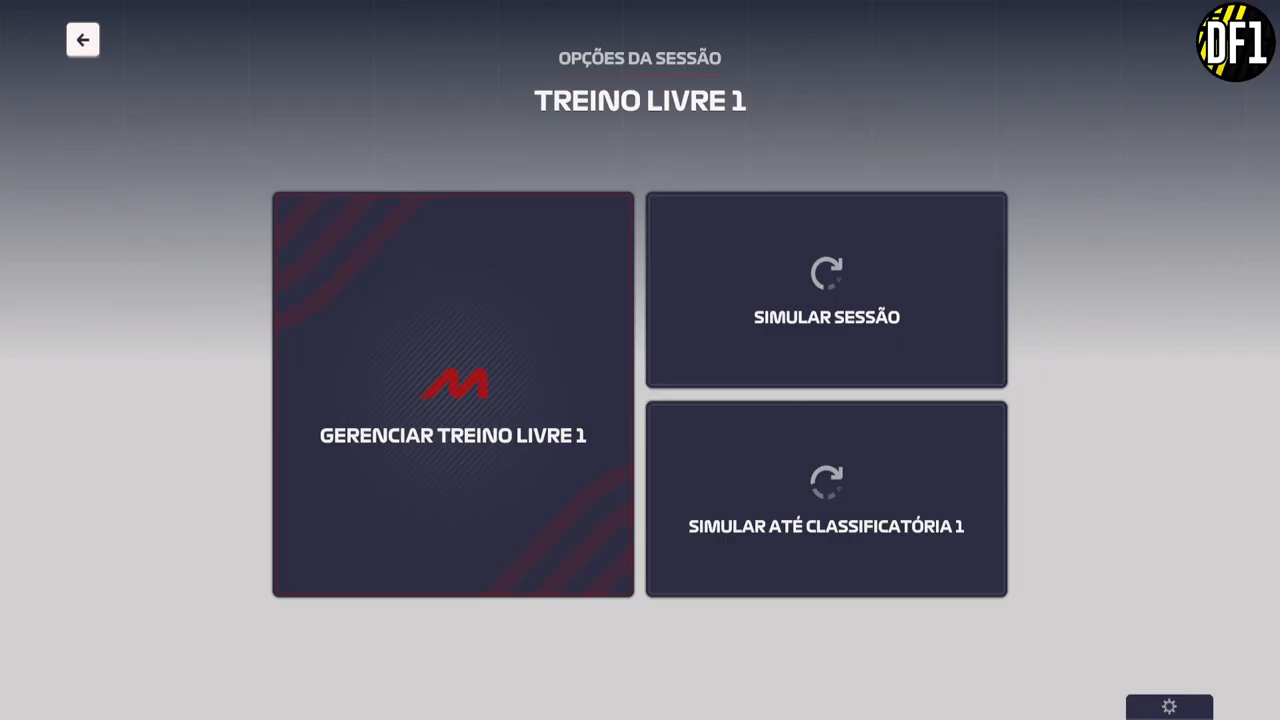 DF1
OPÇÕES DA SESSÃO
TREINO LIVRE 1
GERENCIAR TREINO LIVRE 1
SIMULAR SESSÃO
SIMULAR ATÉ CLASSIFICATÓRIA 1